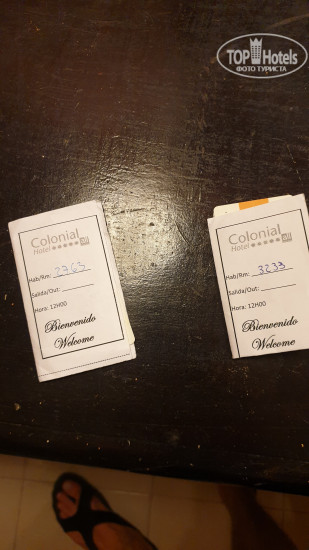 TOP Hotels
ФОТО ТУРИСТА
Colonial
Hotel
Hab/Rm: 2765
Salida/Out:
Hora: 12H00
Bienvenido
Welcome
Colonial
Hotel
Hab/Rm: 3233
Salida/Out:
Hora: 12H00
Bienvenido
Welcome